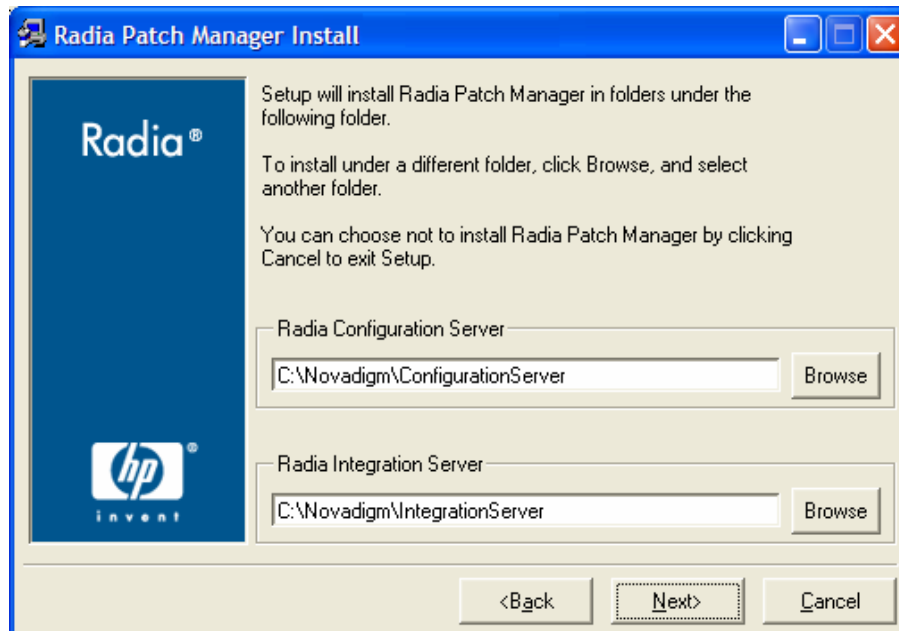 Radia Patch Manager Install
Radia®
Setup will install Radia Patch Manager in folders under the
following folder.
To install under a different folder, click Browse, and select
another folder.
You can choose not to install Radia Patch Manager by clicking
Cancel to exit Setup.
Radia Configuration Server
C:\Novadigm\ConfigurationServer
Browse
Radia Integration Server
C:\Novadigm\IntegrationServer
Browse
hp®
invent
<Back
Next>
Cancel